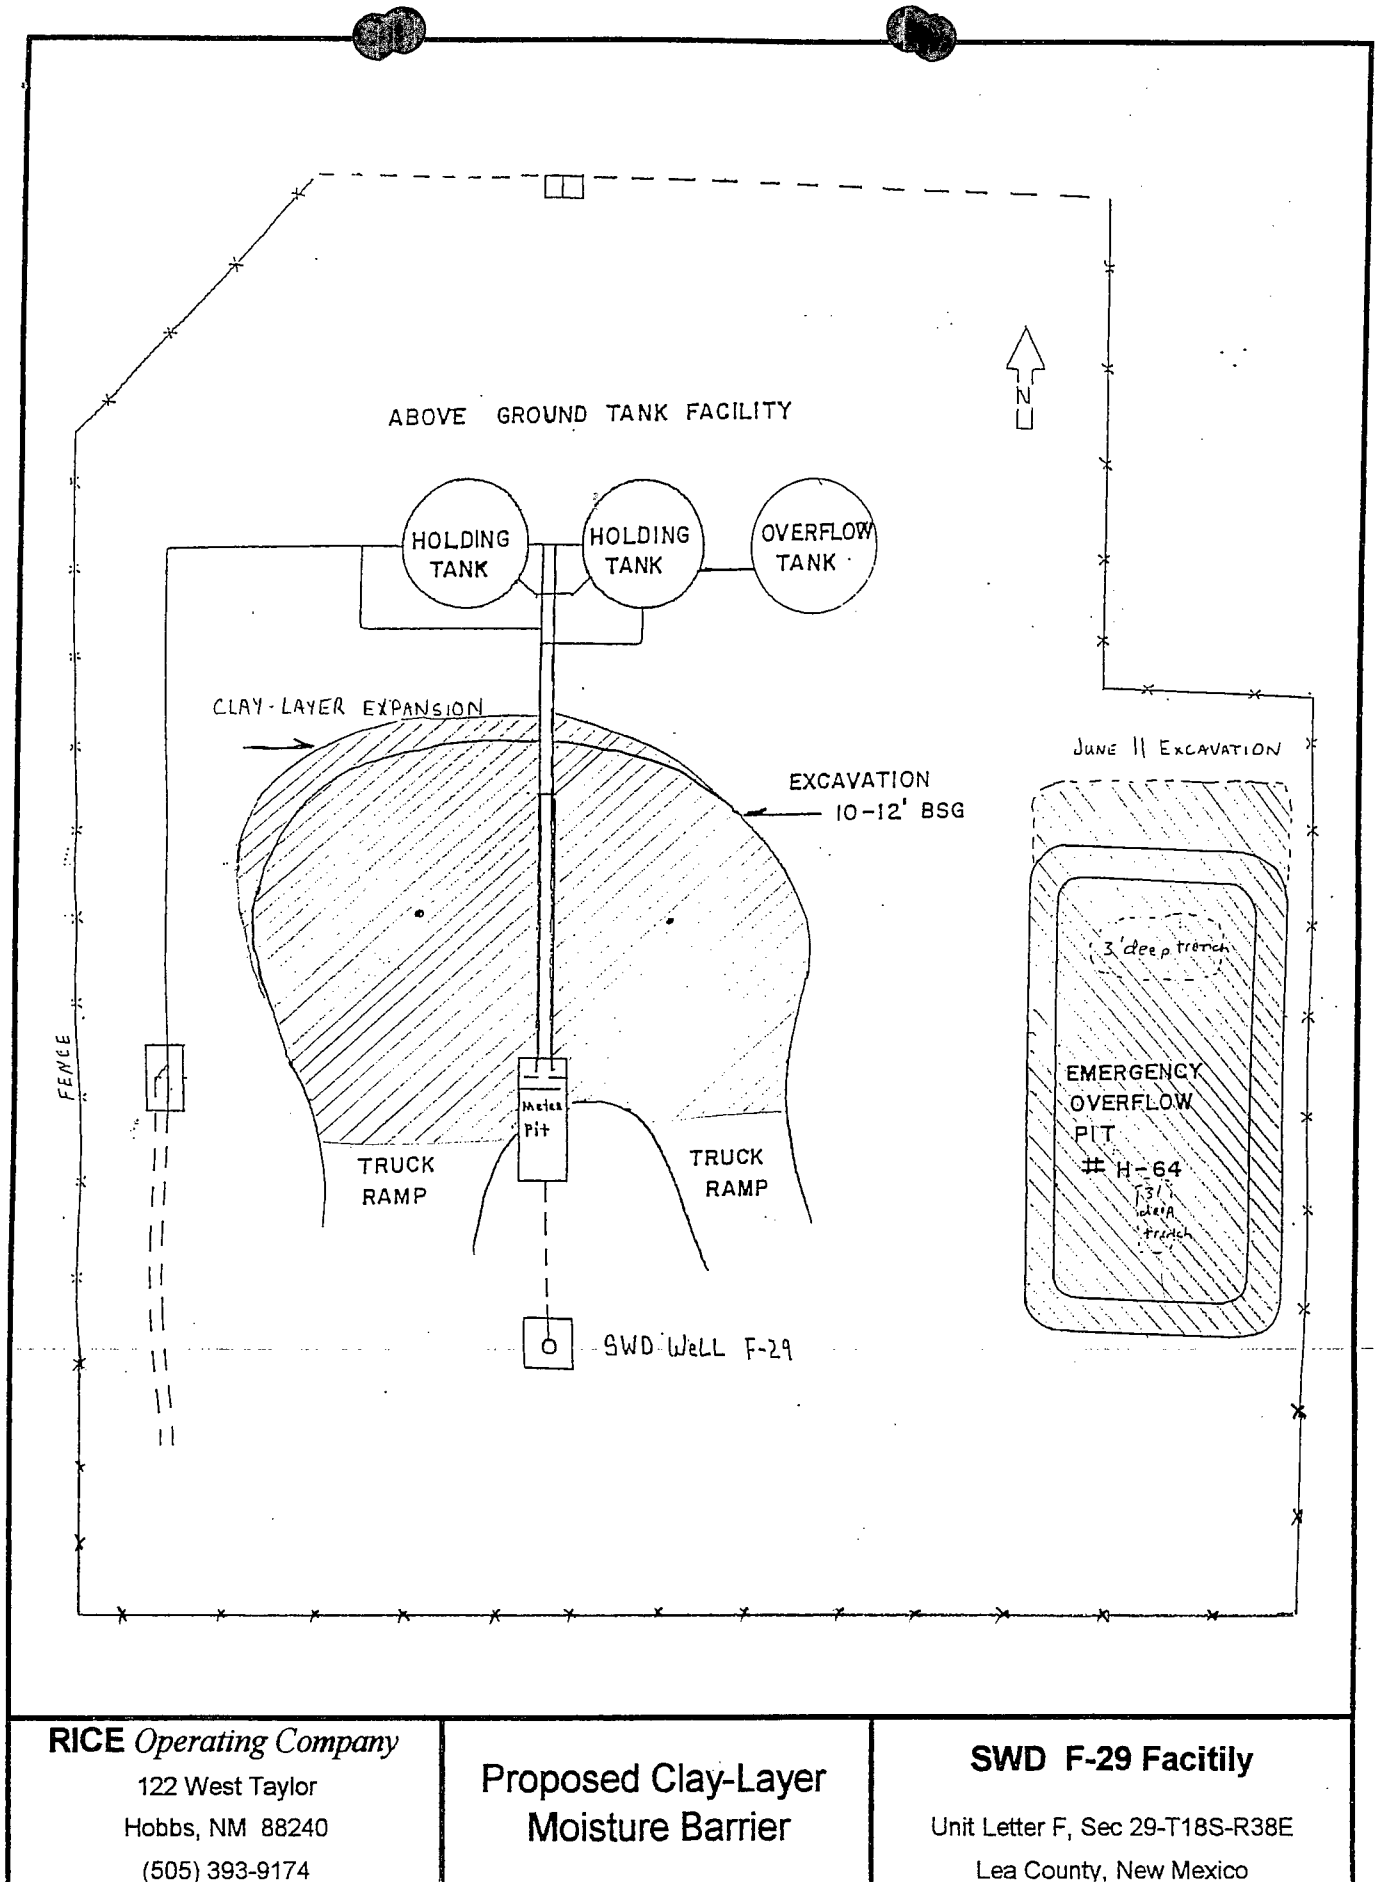 N
ABOVE GROUND TANK FACILITY
HOLDING
TANK
HOLDING
TANK
OVERFLOW
TANK
CLAY-LAYER EXPANSION
JUNE 11 EXCAVATION
EXCAVATION
10-12' BSG
3' deep trench
FENCE
EMERGENCY
OVERFLOW
PIT
# H-64
3'
deep
trench
Meter
Pit
TRUCK
RAMP
TRUCK
RAMP
SWD WeLL F-29
RICE Operating Company
122 West Taylor
Hobbs, NM 88240
(505) 393-9174
Proposed Clay-Layer
Moisture Barrier
SWD F-29 Facitily
Unit Letter F, Sec 29-T18S-R38E
Lea County, New Mexico